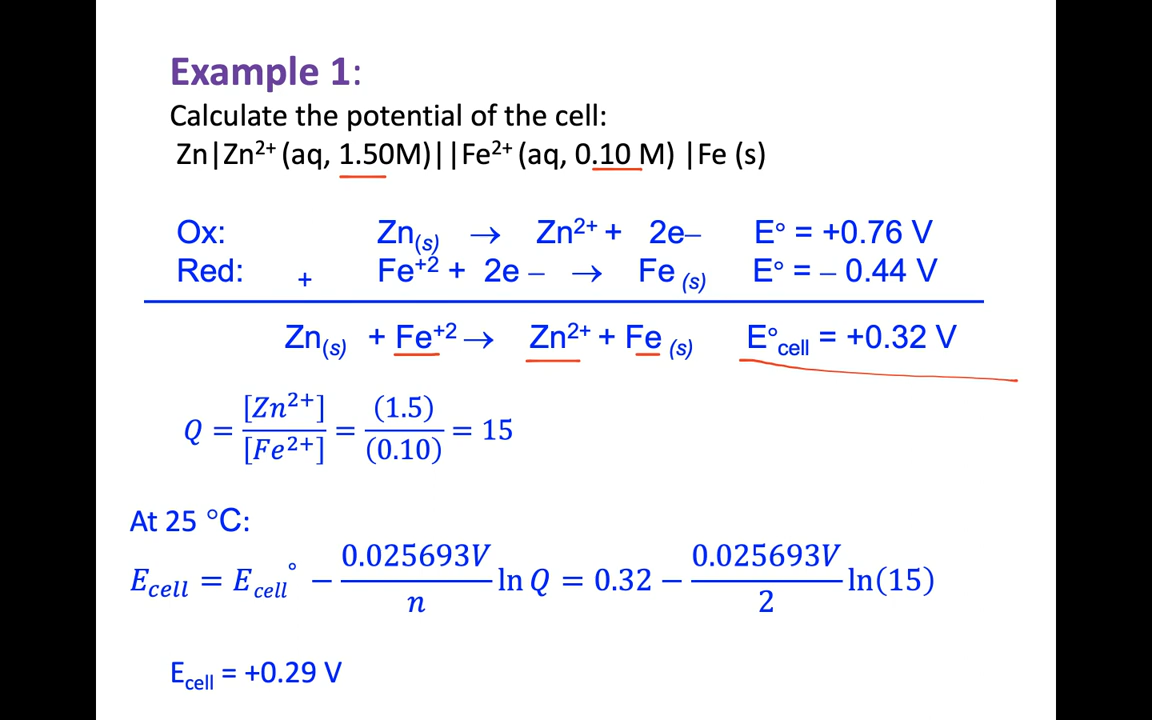 Example 1:
Calculate the potential of the cell:
Zn|Zn²⁺ (aq, 1.50M)||Fe²⁺ (aq, 0.10 M) |Fe (s)
Ox: Zn(s) → Zn²⁺ + 2e– E° = +0.76 V
Red: + Fe⁺² + 2e – → Fe (s) E° = – 0.44 V
Zn(s) + Fe⁺² → Zn²⁺ + Fe (s) E°cell = +0.32 V
Q = [Zn²⁺]/[Fe²⁺] = (1.5)/(0.10) = 15
At 25 °C:
Ecell = Ecell° − 0.025693V/n ln Q = 0.32 − 0.025693V/2 ln(15)
Ecell = +0.29 V